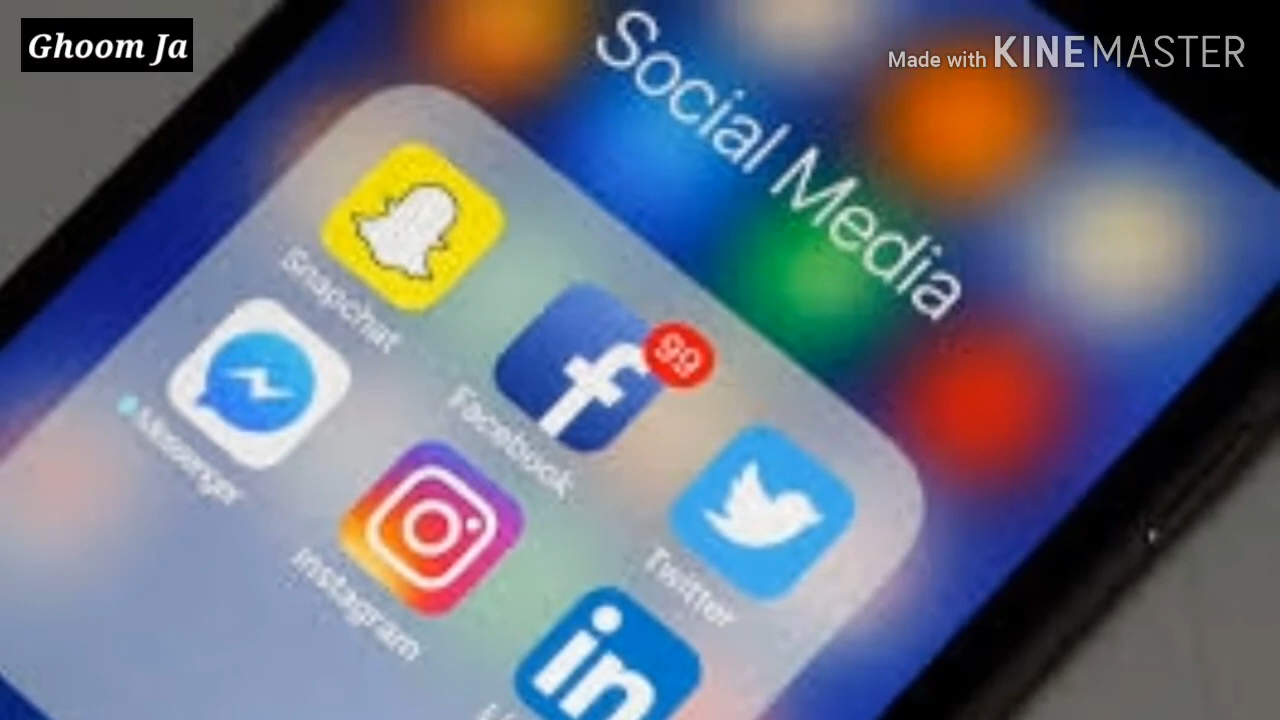 Ghoom Ja
Made with KINEMASTER
Social Media
Snapchat
Facebook
99
Twitter
Messenger
Instagram
in